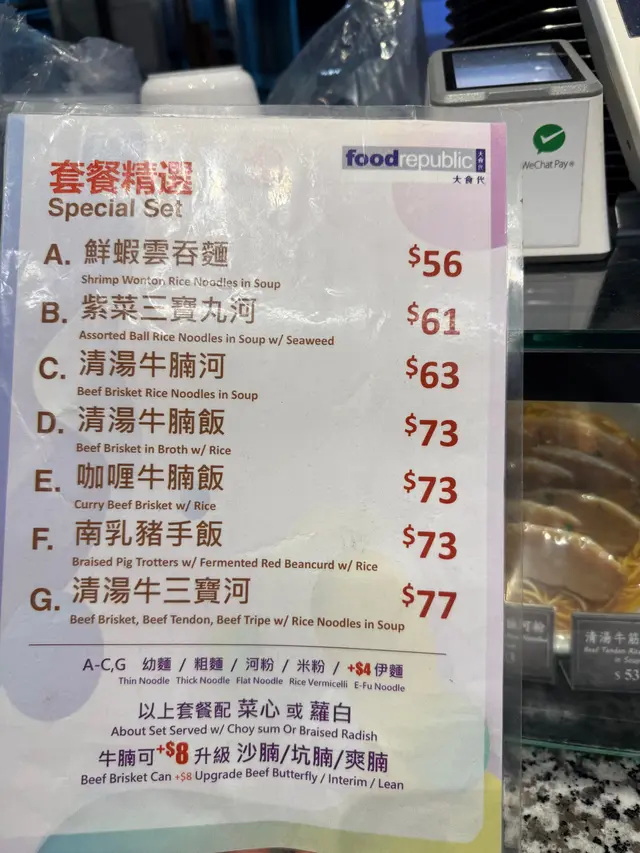 foodrepublic 大食代
大食代
WeChat Pay
套餐精選
Special Set
A. 鮮蝦雲吞麵 $56
Shrimp Wonton Rice Noodles in Soup
B. 紫菜三寶丸河 $61
Assorted Ball Rice Noodles in Soup w/ Seaweed
C. 清湯牛腩河 $63
Beef Brisket Rice Noodles in Soup
D. 清湯牛腩飯 $73
Beef Brisket in Broth w/ Rice
E. 咖喱牛腩飯 $73
Curry Beef Brisket w/ Rice
F. 南乳豬手飯 $73
Braised Pig Trotters w/ Fermented Red Beancurd w/ Rice
G. 清湯牛三寶河 $77
Beef Brisket, Beef Tendon, Beef Tripe w/ Rice Noodles in Soup
A-C,G 幼麵 / 粗麵 / 河粉 / 米粉 / +$4 伊麵
Thin Noodle Thick Noodle Flat Noodle Rice Vermicelli E-Fu Noodle
以上套餐配 菜心 或 蘿白
About Set Served w/ Choy sum Or Braised Radish
牛腩可+$8 升級 沙腩/坑腩/爽腩
Beef Brisket Can +$8 Upgrade Beef Butterfly / Interim / Lean
河粉
清湯牛筋
Beef Tendon
$ 53